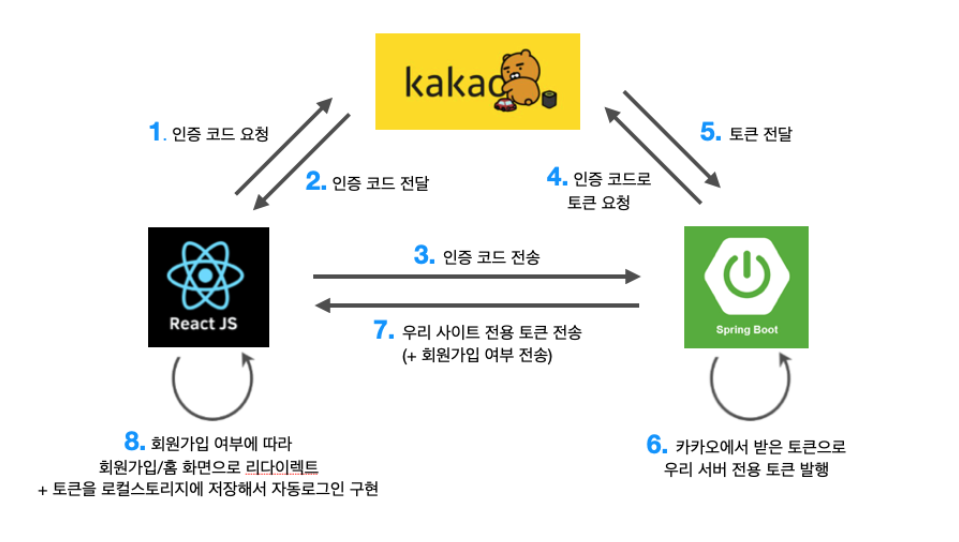 kakao
1. 인증 코드 요청
2. 인증 코드 전달
5. 토큰 전달
4. 인증 코드로
토큰 요청
3. 인증 코드 전송
React JS
Spring Boot
7. 우리 사이트 전용 토큰 전송
(+ 회원가입 여부 전송)
8. 회원가입 여부에 따라
회원가입/홈 화면으로 리다이렉트
+ 토큰을 로컬스토리지에 저장해서 자동로그인 구현
6. 카카오에서 받은 토큰으로
우리 서버 전용 토큰 발행